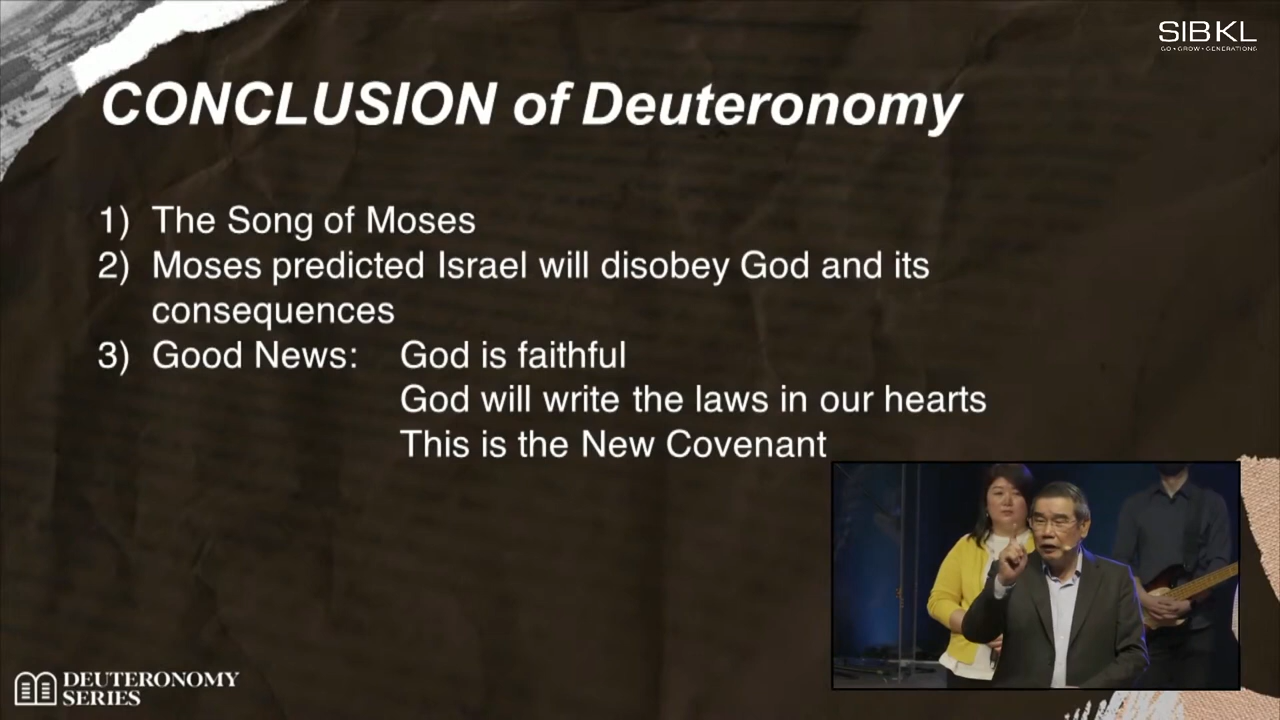 SIBKL
GO • GROW • GENERATIONS
CONCLUSION of Deuteronomy
1) The Song of Moses
2) Moses predicted Israel will disobey God and its
consequences
3) Good News: God is faithful
God will write the laws in our hearts
This is the New Covenant
DEUTERONOMY
SERIES